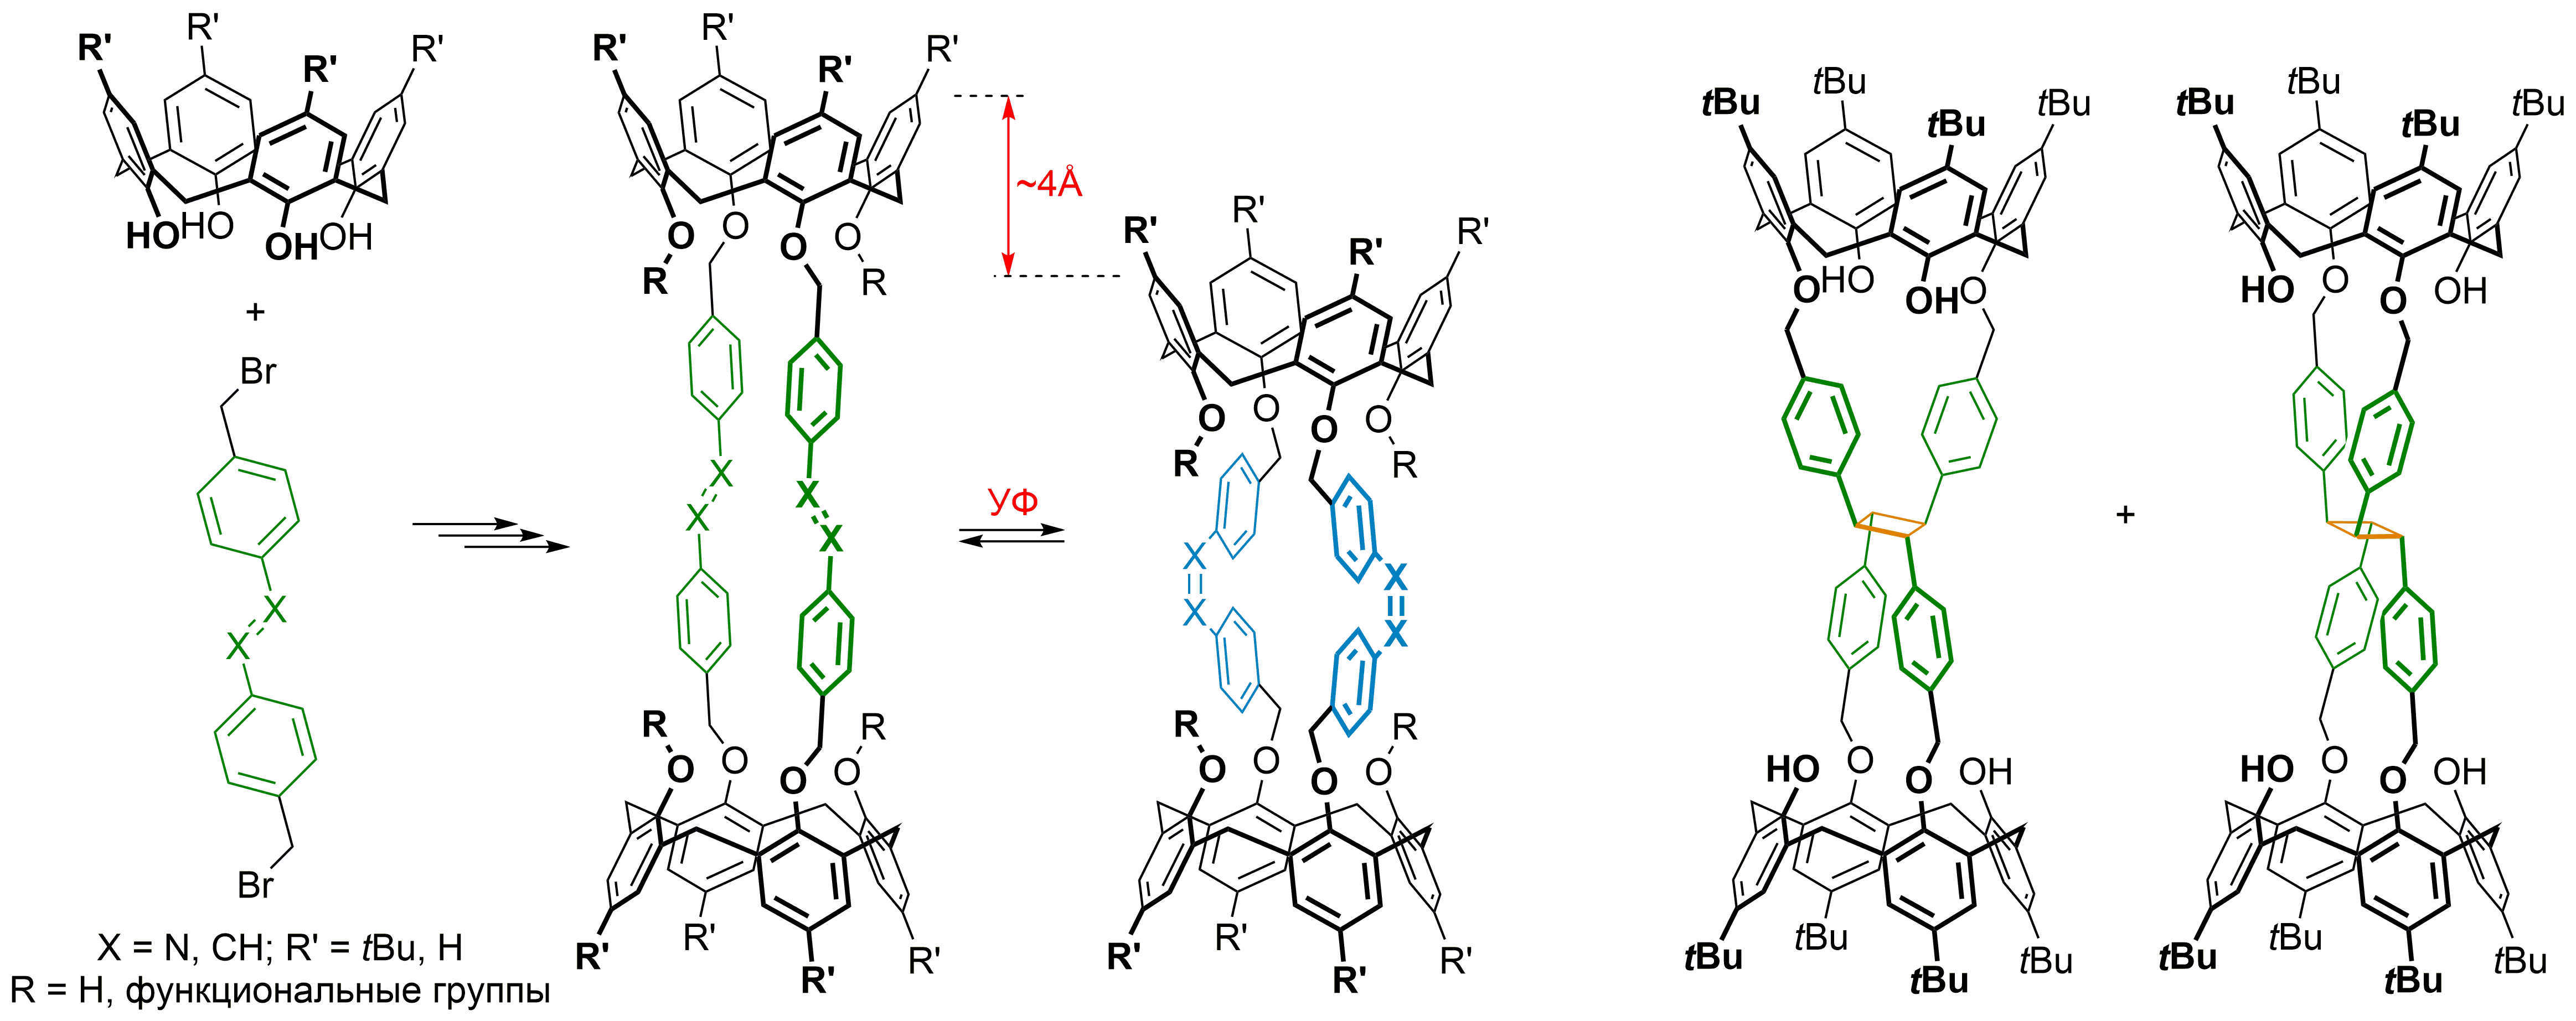 R' R' R' R'
HO HO OH OH
+
Br
X
X
Br
X = N, CH; R' = tBu, H
R = H, функциональные группы
R' R' R' R'
O O O O
R R
X X
X X
R R
O O O O
R' R' R' R'
~4Å
УФ
R' R' R' R'
O O O O
R R
X X
X X
R R
O O O O
R' R' R' R'
tBu tBu tBu tBu
O HO OH O
HO O O OH
tBu tBu tBu tBu
+
tBu tBu tBu tBu
HO O O OH
HO O O OH
tBu tBu tBu tBu